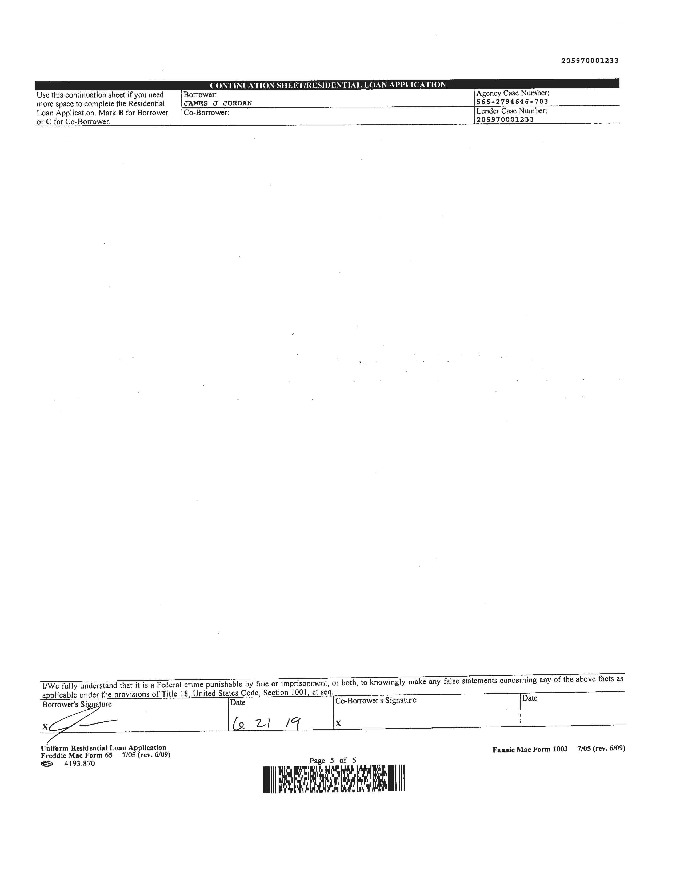 205970001233
CONTINUATION SHEET/RESIDENTIAL LOAN APPLICATION
Use this continuation sheet if you need
more space to complete the Residential
Loan Application. Mark B for Borrower
or C for Co-Borrower.
Borrower:
JAMES J
Co-Borrower:
Agency Case Number:
565-2794646-703
Lender Case Number:
205970001233
I/We fully understand that it is a Federal crime punishable by fine or imprisonment, or both, to knowingly make any false statements concerning any of the above facts as
applicable under the provisions of Title 18, United States Code, Section 1001, et seq.
Borrower's Signature
X
Date
6 21 19
Co-Borrower's Signature
X
Date
Uniform Residential Loan Application
Freddie Mac Form 65 7/05 (rev. 6/09)
4193.870
Page 5 of 5
Fannie Mae Form 1003 7/05 (rev. 6/09)